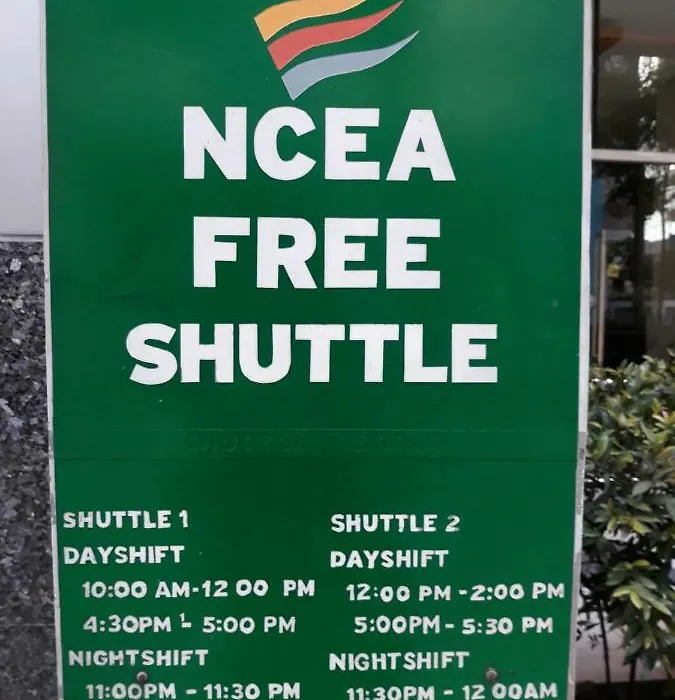 NCEA
FREE
SHUTTLE
SHUTTLE 1
DAYSHIFT
10:00 AM-12 00 PM
4:30PM - 5:00 PM
NIGHTSHIFT
11:00PM - 11:30 PM
SHUTTLE 2
DAYSHIFT
12:00 PM -2:00 PM
5:00PM- 5:30 PM
NIGHTSHIFT
11:30PM - 12 00AM